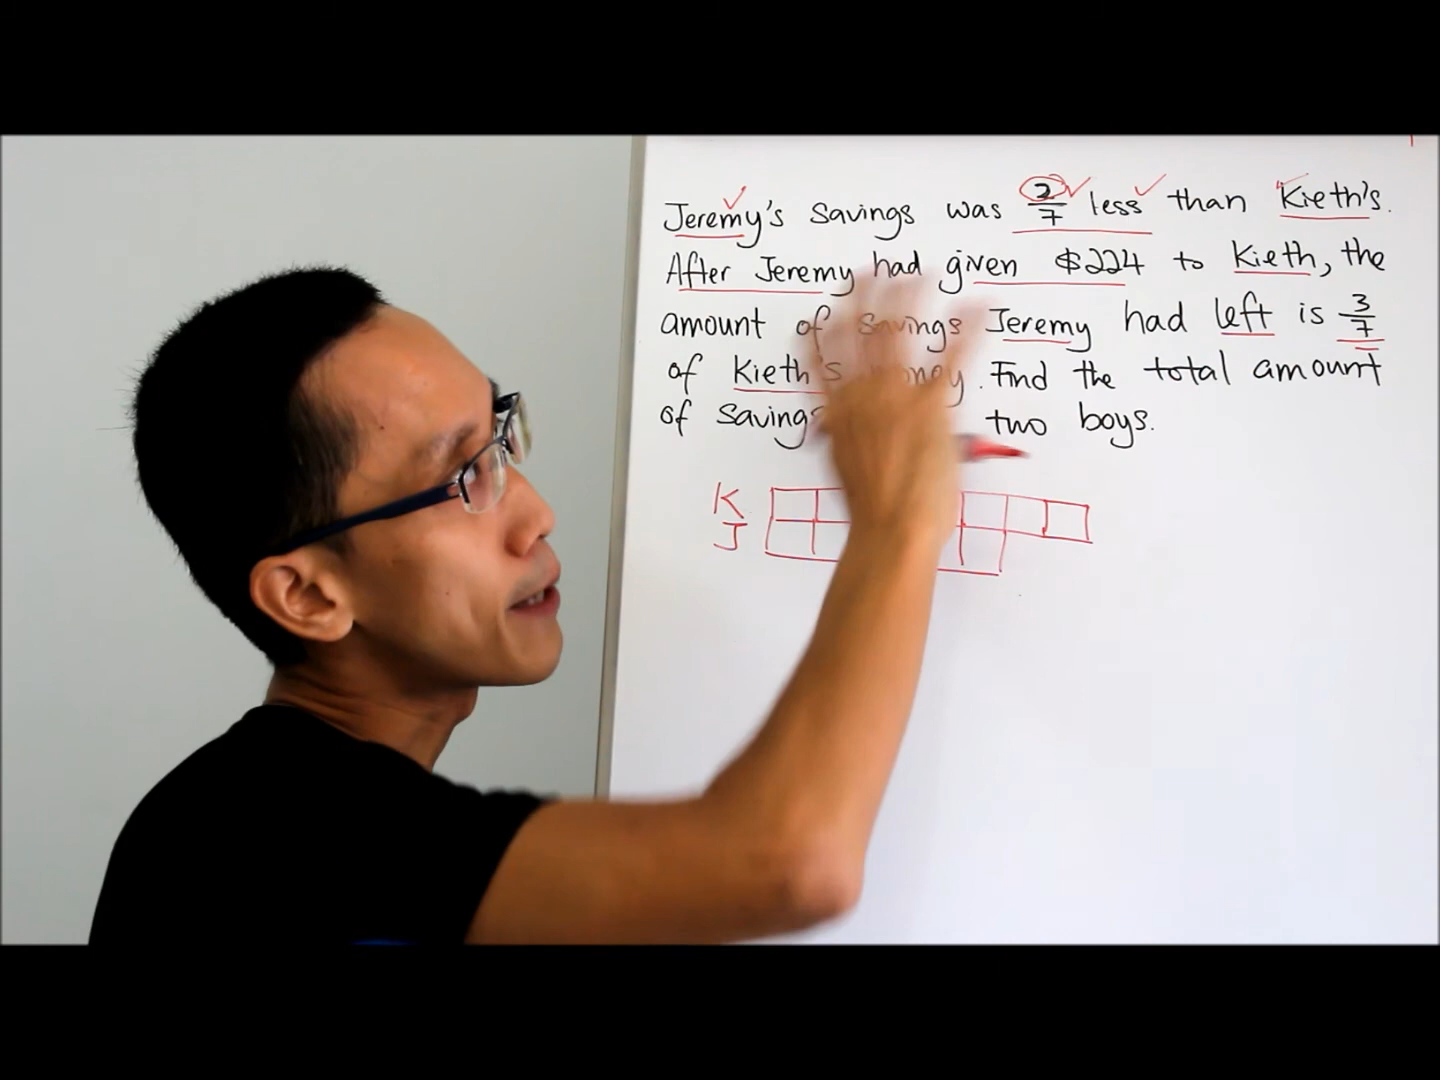 Jeremy's savings was 2/7 less than Kieth's.
After Jeremy had given $224 to Kieth, the
amount of savings Jeremy had left is 3/7
of Kieth's money. Find the total amount
of savings two boys.
K
J